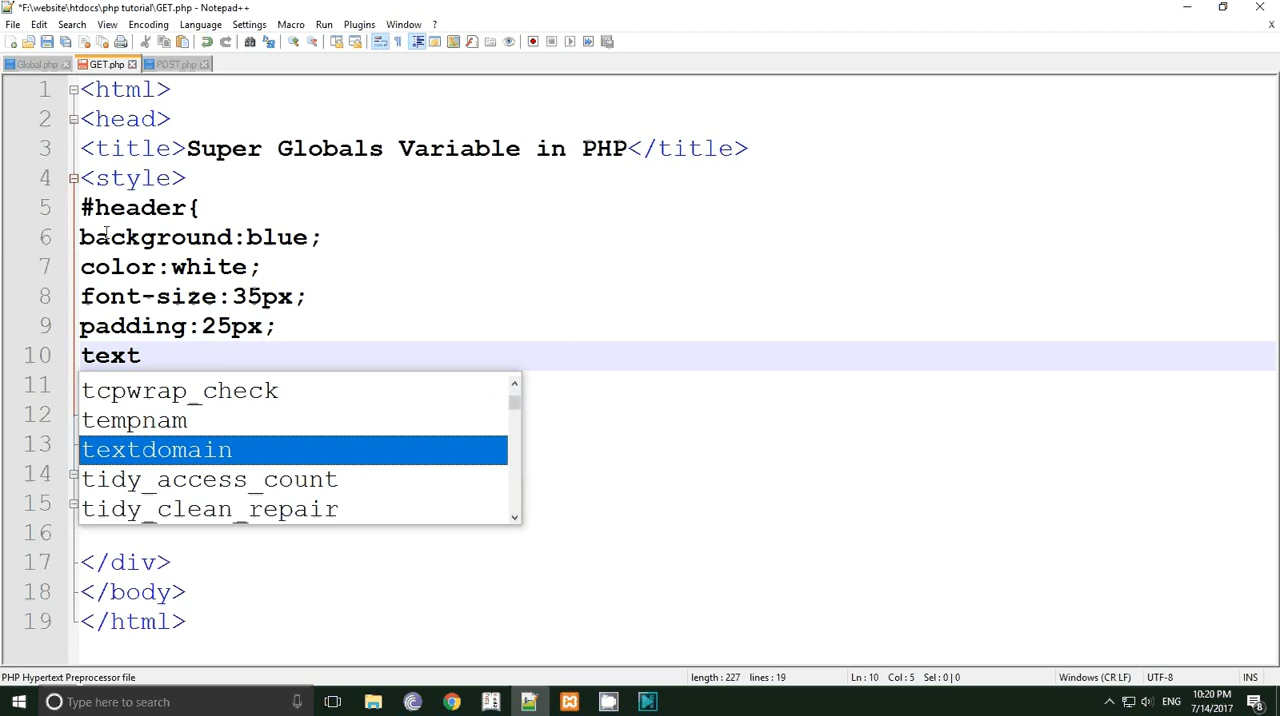 *F:\website\htdocs\php tutorial\GET.php - Notepad++
File Edit Search View Encoding Language Settings Macro Run Plugins Window ?
Global.php GET.php POST.php
1 <html>
2 <head>
3 <title>Super Globals Variable in PHP</title>
4 <style>
5 #header{
6 background:blue;
7 color:white;
8 font-size:35px;
9 padding:25px;
10 text
11 tcpwrap_check
12 tempnam
13 textdomain
14 tidy_access_count
15 tidy_clean_repair
16
17 </div>
18 </body>
19 </html>
PHP Hypertext Preprocessor file length : 227 lines : 19 Ln : 10 Col : 5 Sel : 0 | 0 Windows (CR LF) UTF-8 INS
Type here to search ENG 10:20 PM
7/14/2017 8